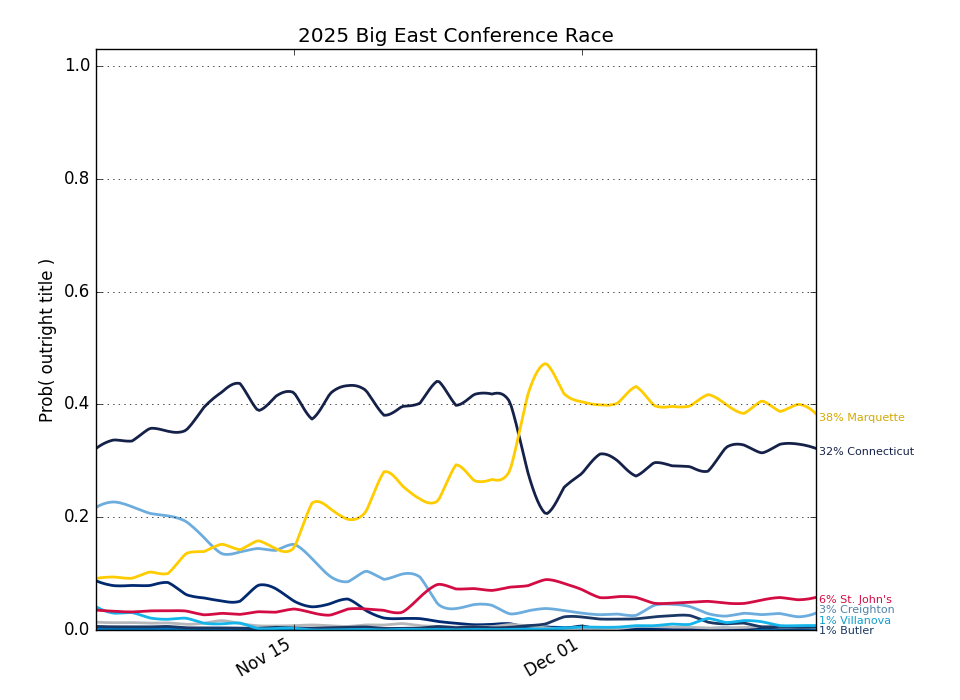 2025 Big East Conference Race
1.0
0.8
0.6
0.4
0.2
0.0
Prob( outright title )
38% Marquette
32% Connecticut
6% St. John's
3% Creighton
1% Villanova
1% Butler
Nov 15
Dec 01